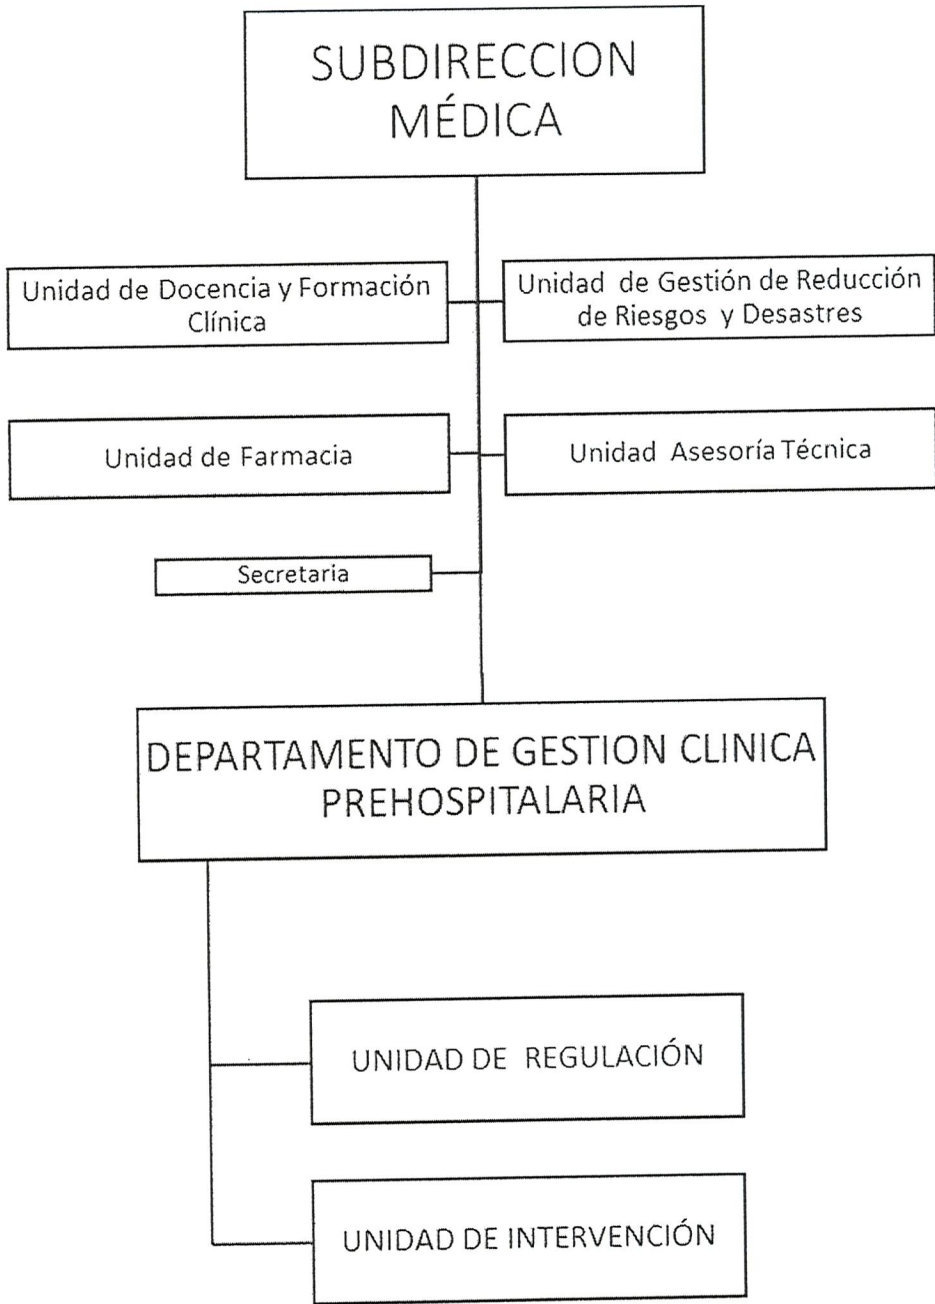 SUBDIRECCION
MÉDICA
Unidad de Docencia y Formación
Clínica
Unidad de Gestión de Reducción
de Riesgos y Desastres
Unidad de Farmacia
Unidad Asesoría Técnica
Secretaria
DEPARTAMENTO DE GESTION CLINICA
PREHOSPITALARIA
UNIDAD DE REGULACIÓN
UNIDAD DE INTERVENCIÓN